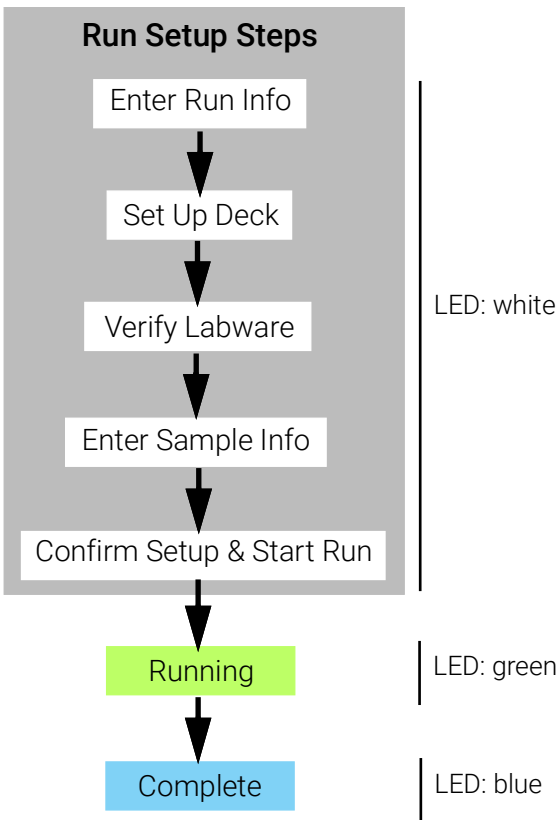 Run Setup Steps
Enter Run Info
Set Up Deck
Verify Labware
Enter Sample Info
Confirm Setup & Start Run
LED: white
Running
LED: green
Complete
LED: blue